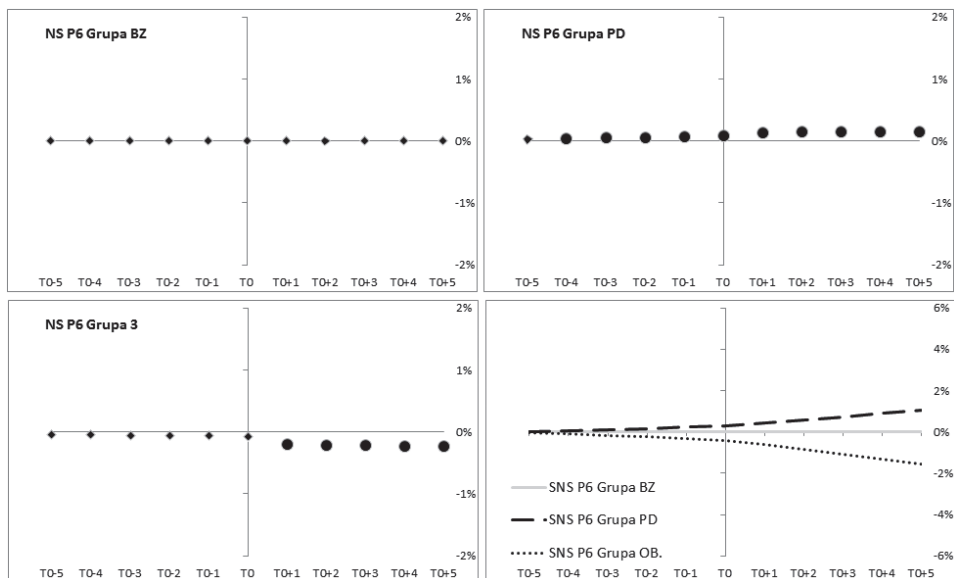 NS P6 Grupa BZ
2%
1%
0%
-1%
-2%
T0-5 T0-4 T0-3 T0-2 T0-1 T0 T0+1 T0+2 T0+3 T0+4 T0+5
NS P6 Grupa PD
2%
1%
0%
-1%
-2%
T0-5 T0-4 T0-3 T0-2 T0-1 T0 T0+1 T0+2 T0+3 T0+4 T0+5
NS P6 Grupa 3
2%
1%
0%
-1%
-2%
T0-5 T0-4 T0-3 T0-2 T0-1 T0 T0+1 T0+2 T0+3 T0+4 T0+5
6%
4%
2%
0%
-2%
-4%
-6%
SNS P6 Grupa BZ
SNS P6 Grupa PD
SNS P6 Grupa OB.
T0-5 T0-4 T0-3 T0-2 T0-1 T0 T0+1 T0+2 T0+3 T0+4 T0+5